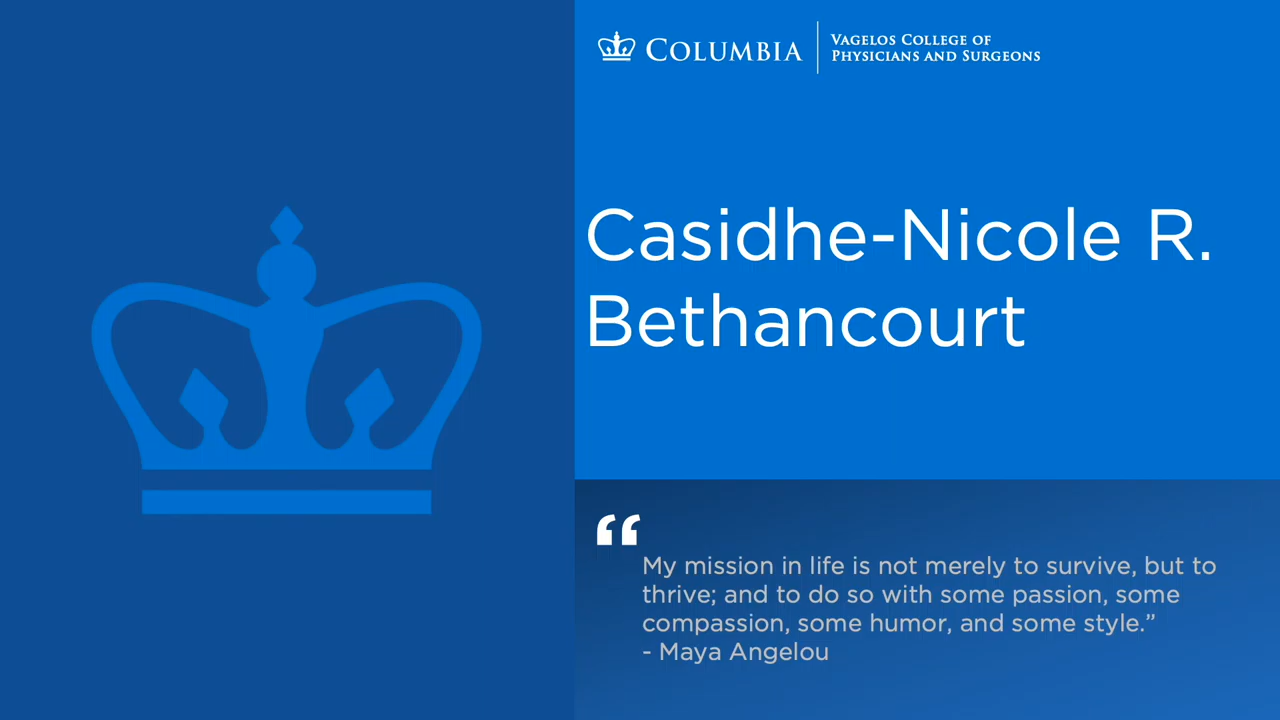 COLUMBIA
VAGELOS COLLEGE OF
PHYSICIANS AND SURGEONS
Casidhe-Nicole R.
Bethancourt
“
My mission in life is not merely to survive, but to
thrive; and to do so with some passion, some
compassion, some humor, and some style.”
- Maya Angelou